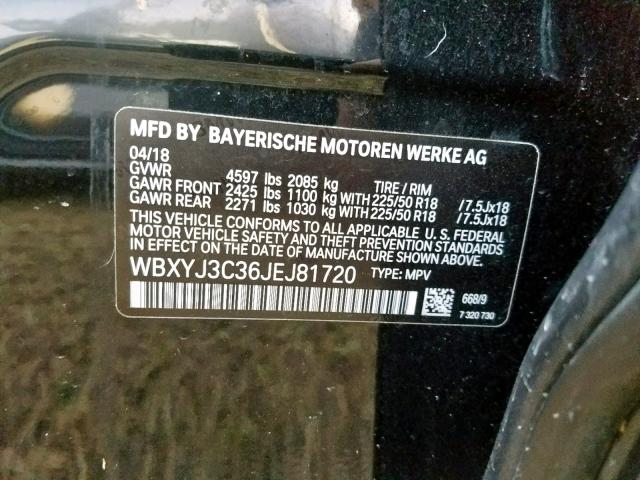 MFD BY BAYERISCHE MOTOREN WERKE AG
04/18
GVWR 4597 lbs 2085 kg TIRE / RIM
GAWR FRONT 2425 lbs 1100 kg WITH 225/50 R18 /7.5Jx18
GAWR REAR 2271 lbs 1030 kg WITH 225/50 R18 /7.5Jx18
THIS VEHICLE CONFORMS TO ALL APPLICABLE U. S. FEDERAL
MOTOR VEHICLE SAFETY AND THEFT PREVENTION STANDARDS
IN EFFECT ON THE DATE OF MANUFACTURE SHOWN ABOVE.
WBXYJ3C36JEJ81720 TYPE: MPV
668/9
7 320 730